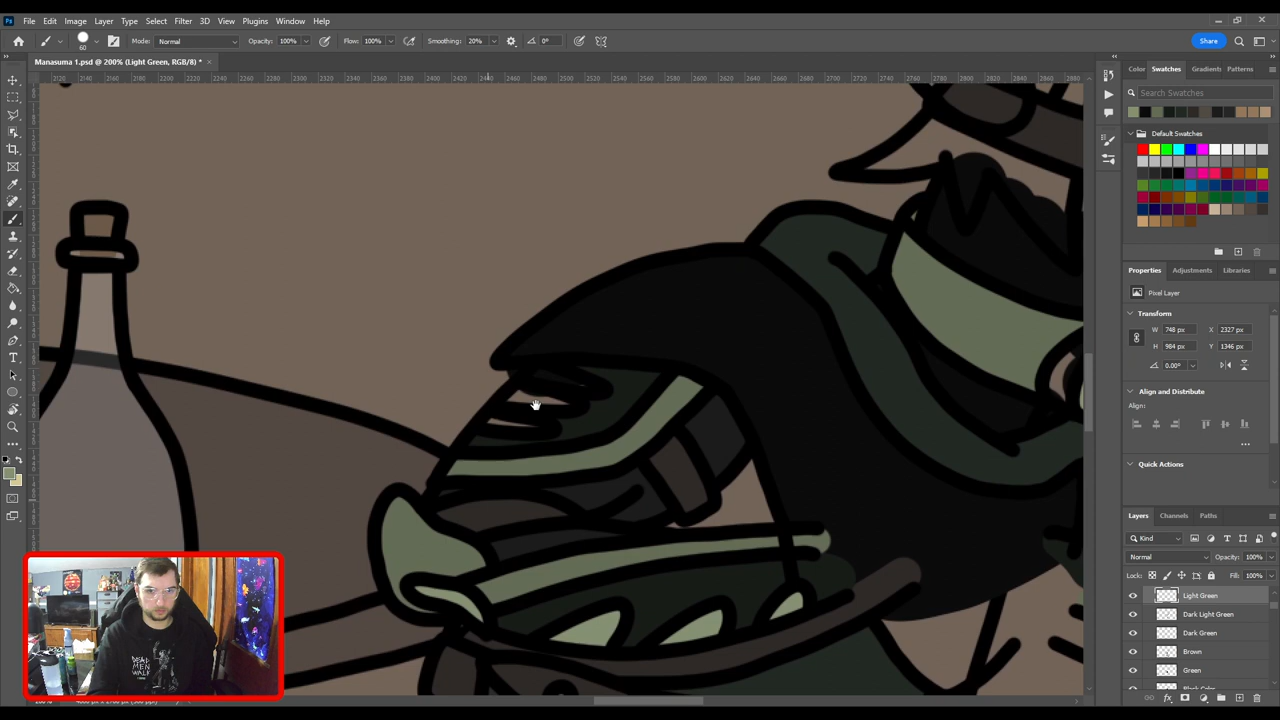 File Edit Image Layer Type Select Filter 3D View Plugins Window Help
60 Mode: Normal Opacity: 100% Flow: 100% Smoothing: 20% 0° Share
Manasuma 1.psd @ 200% (Light Green, RGB/8) *
Color Swatches Gradients Patterns
Search Swatches
Default Swatches
Properties Adjustments Libraries
Pixel Layer
Transform
W 748 px X 2327 px
H 984 px Y 1346 px
0.00°
Align and Distribute
Align:
Quick Actions
Layers Channels Paths
Kind
Normal Opacity: 100%
Lock: Fill: 100%
Light Green
Dark Light Green
Dark Green
Brown
Green
DEAD
MEN
WALK